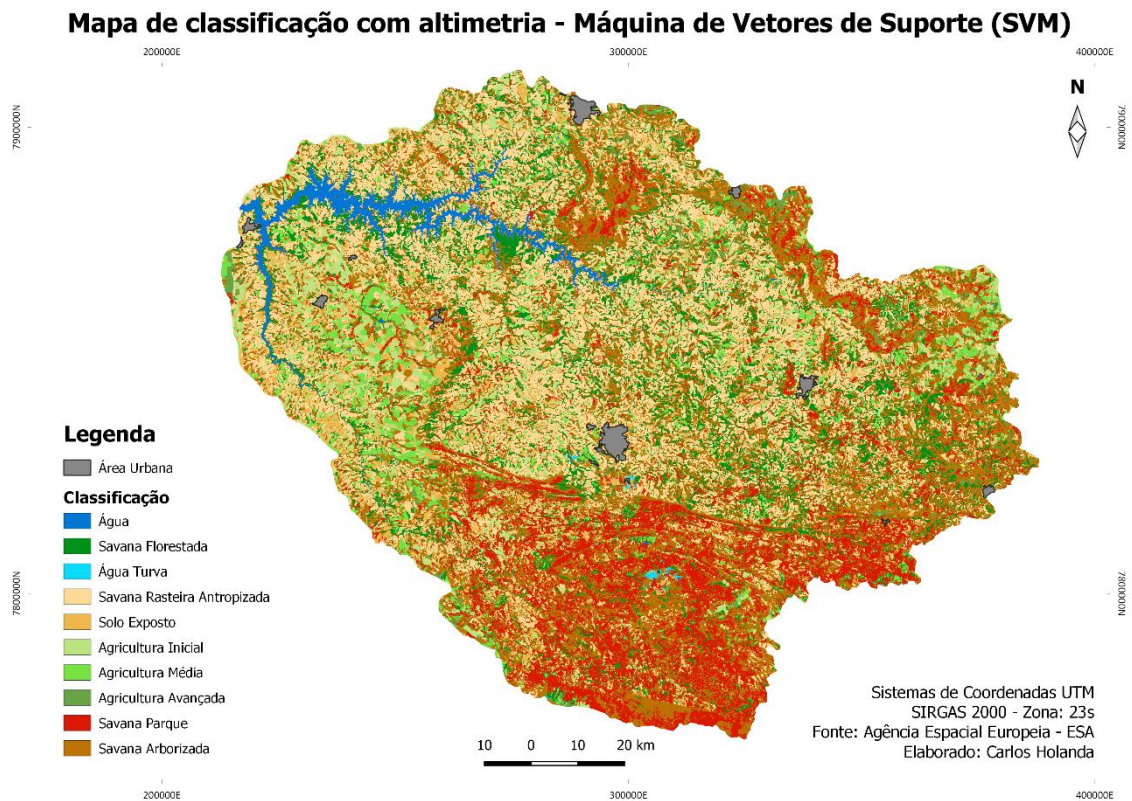 Mapa de classificação com altimetria - Máquina de Vetores de Suporte (SVM)
200000E
300000E
400000E
N
7900000N
7900000N
Legenda
Área Urbana
Classificação
Água
Savana Florestada
Água Turva
Savana Rasteira Antropizada
Solo Exposto
Agricultura Inicial
Agricultura Média
Agricultura Avançada
Savana Parque
Savana Arborizada
7800000N
7800000N
10 0 10 20 km
Sistemas de Coordenadas UTM
SIRGAS 2000 - Zona: 23s
Fonte: Agência Espacial Europeia - ESA
Elaborado: Carlos Holanda
200000E
300000E
400000E